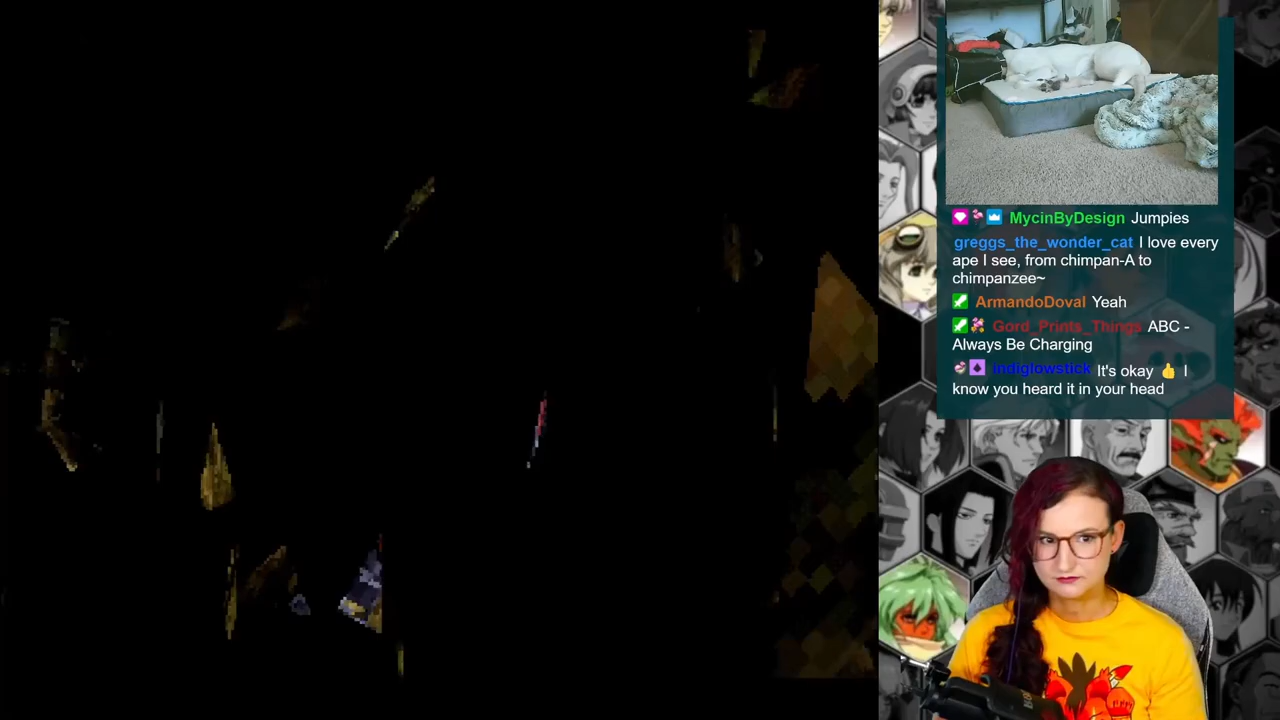 MycinByDesign Jumpies
greggs_the_wonder_cat I love every
ape I see, from chimpan-A to
chimpanzee~
ArmandoDoval Yeah
Gord_Prints_Things ABC -
Always Be Charging
indiglowstick It's okay 👍 I
know you heard it in your head